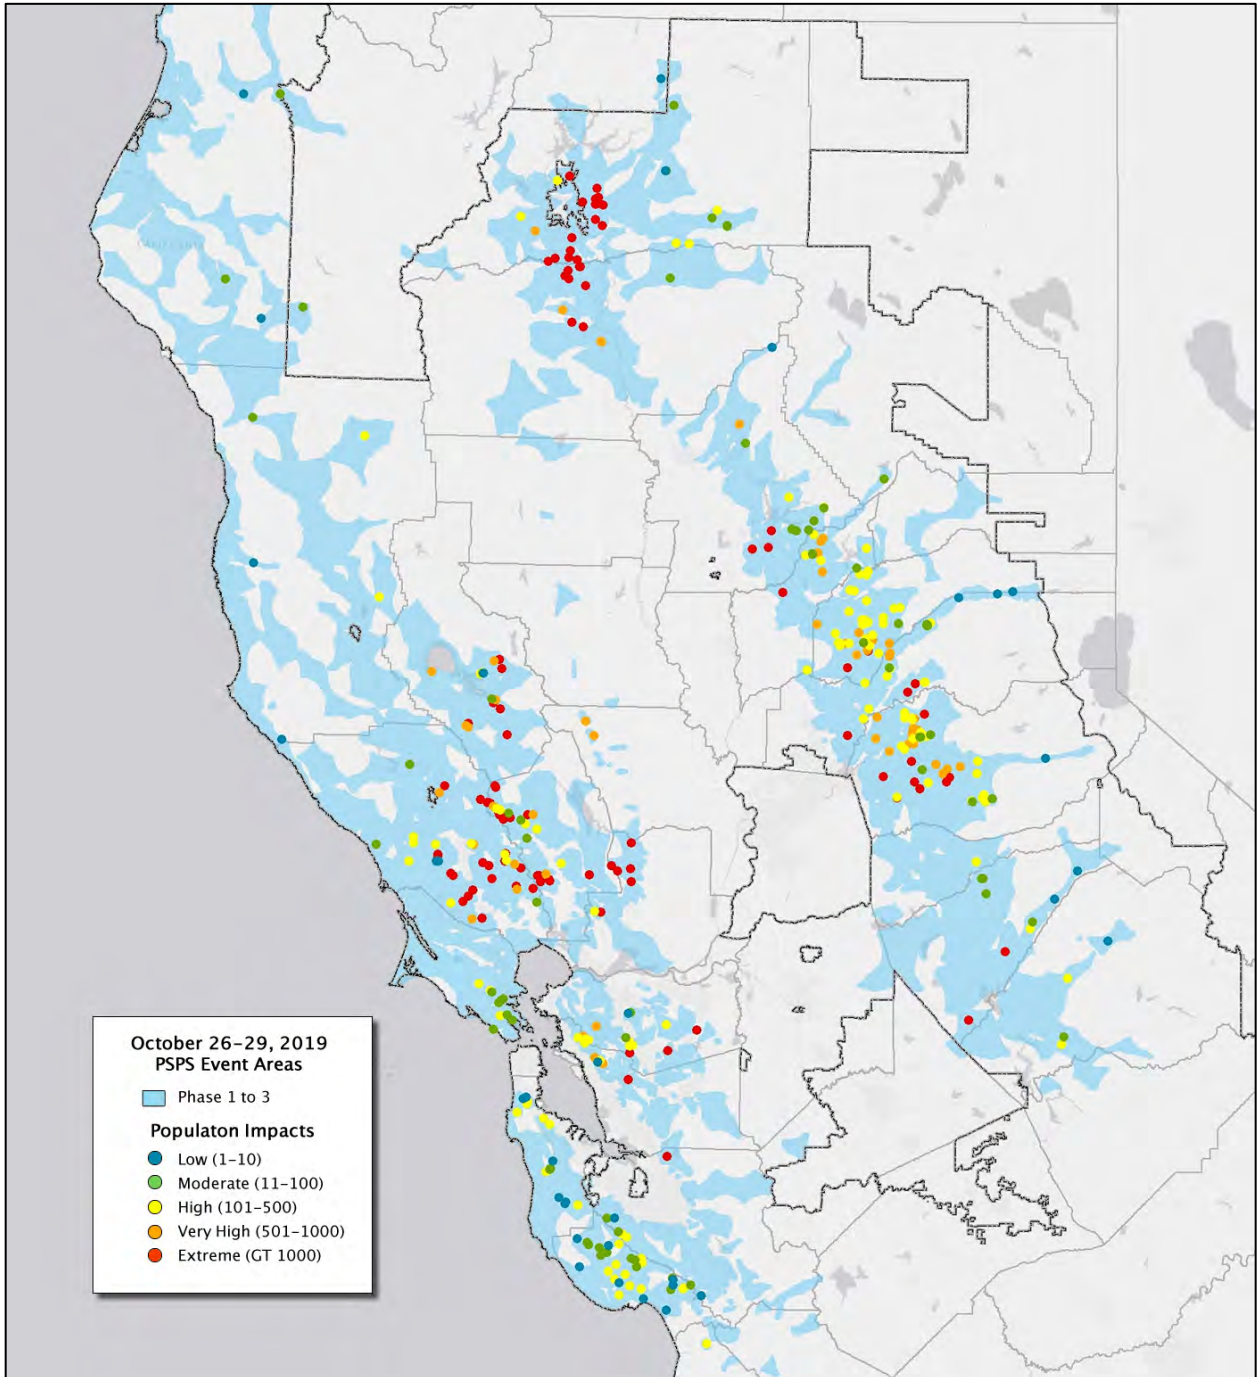 October 26-29, 2019
PSPS Event Areas
Phase 1 to 3
Populaton Impacts
Low (1-10)
Moderate (11-100)
High (101-500)
Very High (501-1000)
Extreme (GT 1000)